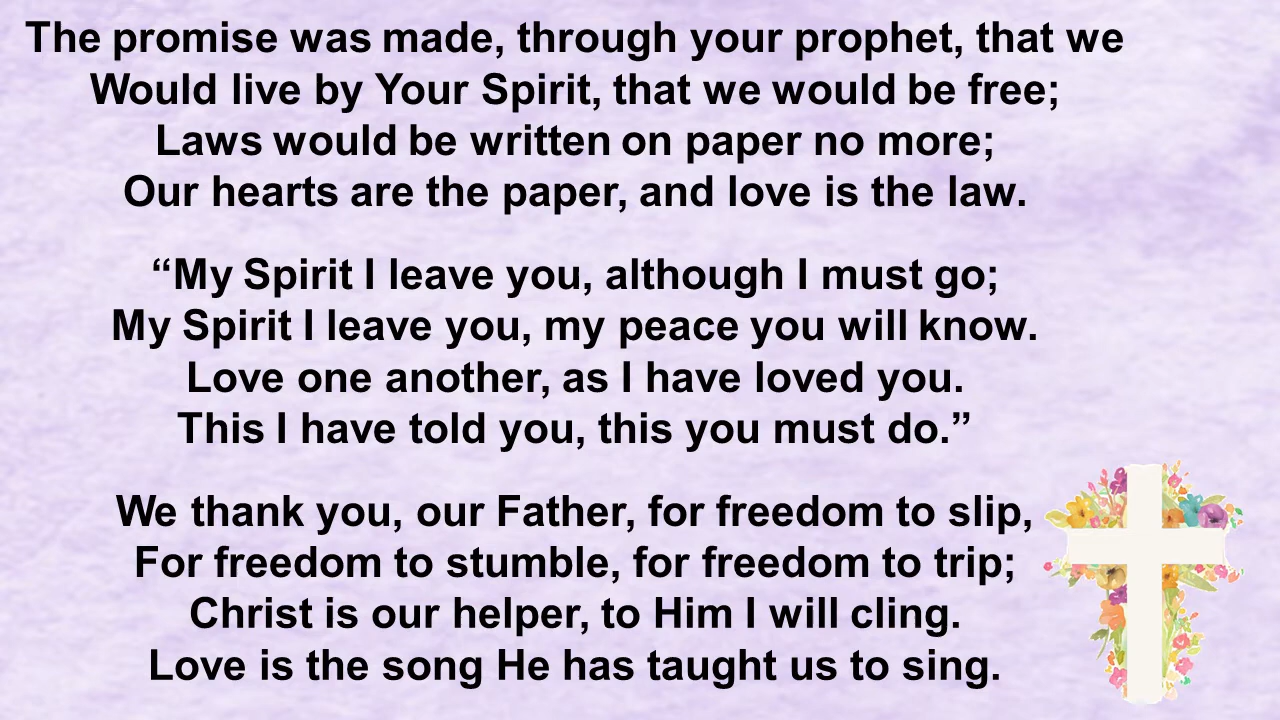 The promise was made, through your prophet, that we
Would live by Your Spirit, that we would be free;
Laws would be written on paper no more;
Our hearts are the paper, and love is the law.
“My Spirit I leave you, although I must go;
My Spirit I leave you, my peace you will know.
Love one another, as I have loved you.
This I have told you, this you must do.”
We thank you, our Father, for freedom to slip,
For freedom to stumble, for freedom to trip;
Christ is our helper, to Him I will cling.
Love is the song He has taught us to sing.